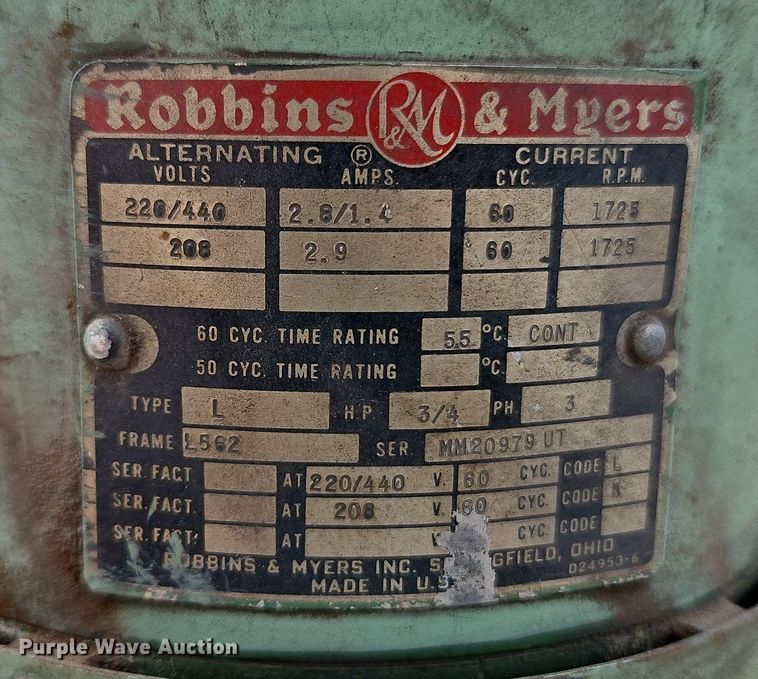 Robbins R&M & Myers
ALTERNATING ® CURRENT
VOLTS AMPS. CYC. R.P.M.
220/440 2.8/1.4 60 1725
208 2.9 60 1725
60 CYC. TIME RATING 55 °C. CONT
50 CYC. TIME RATING °C.
TYPE L H.P. 3/4 PH. 3
FRAME L562 SER. MM20979 UT
SER. FACT. AT 220/440 V. 60 CYC. CODE L
SER. FACT. AT 208 V. 60 CYC. CODE K
SER. FACT. AT V. CYC. CODE
ROBBINS & MYERS INC. OHIO
MADE IN U.S. D24953-6
Purple Wave Auction